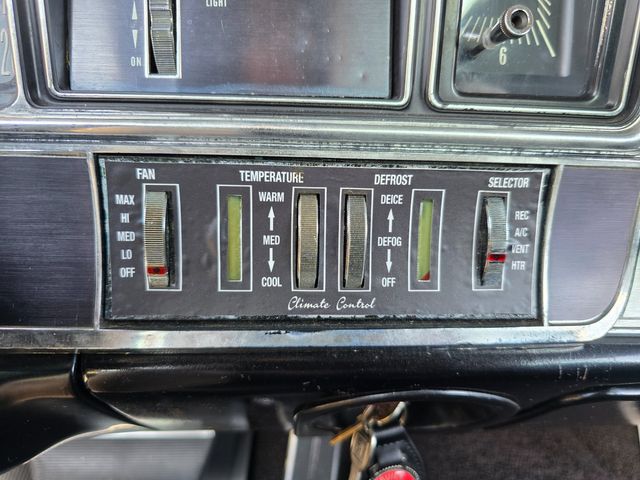 LIGHT
ON
2
6
FAN
MAX
HI
MED
LO
OFF
TEMPERATURE
WARM
MED
COOL
DEFROST
DEICE
DEFOG
OFF
SELECTOR
REC
A/C
VENT
HTR
Climate Control